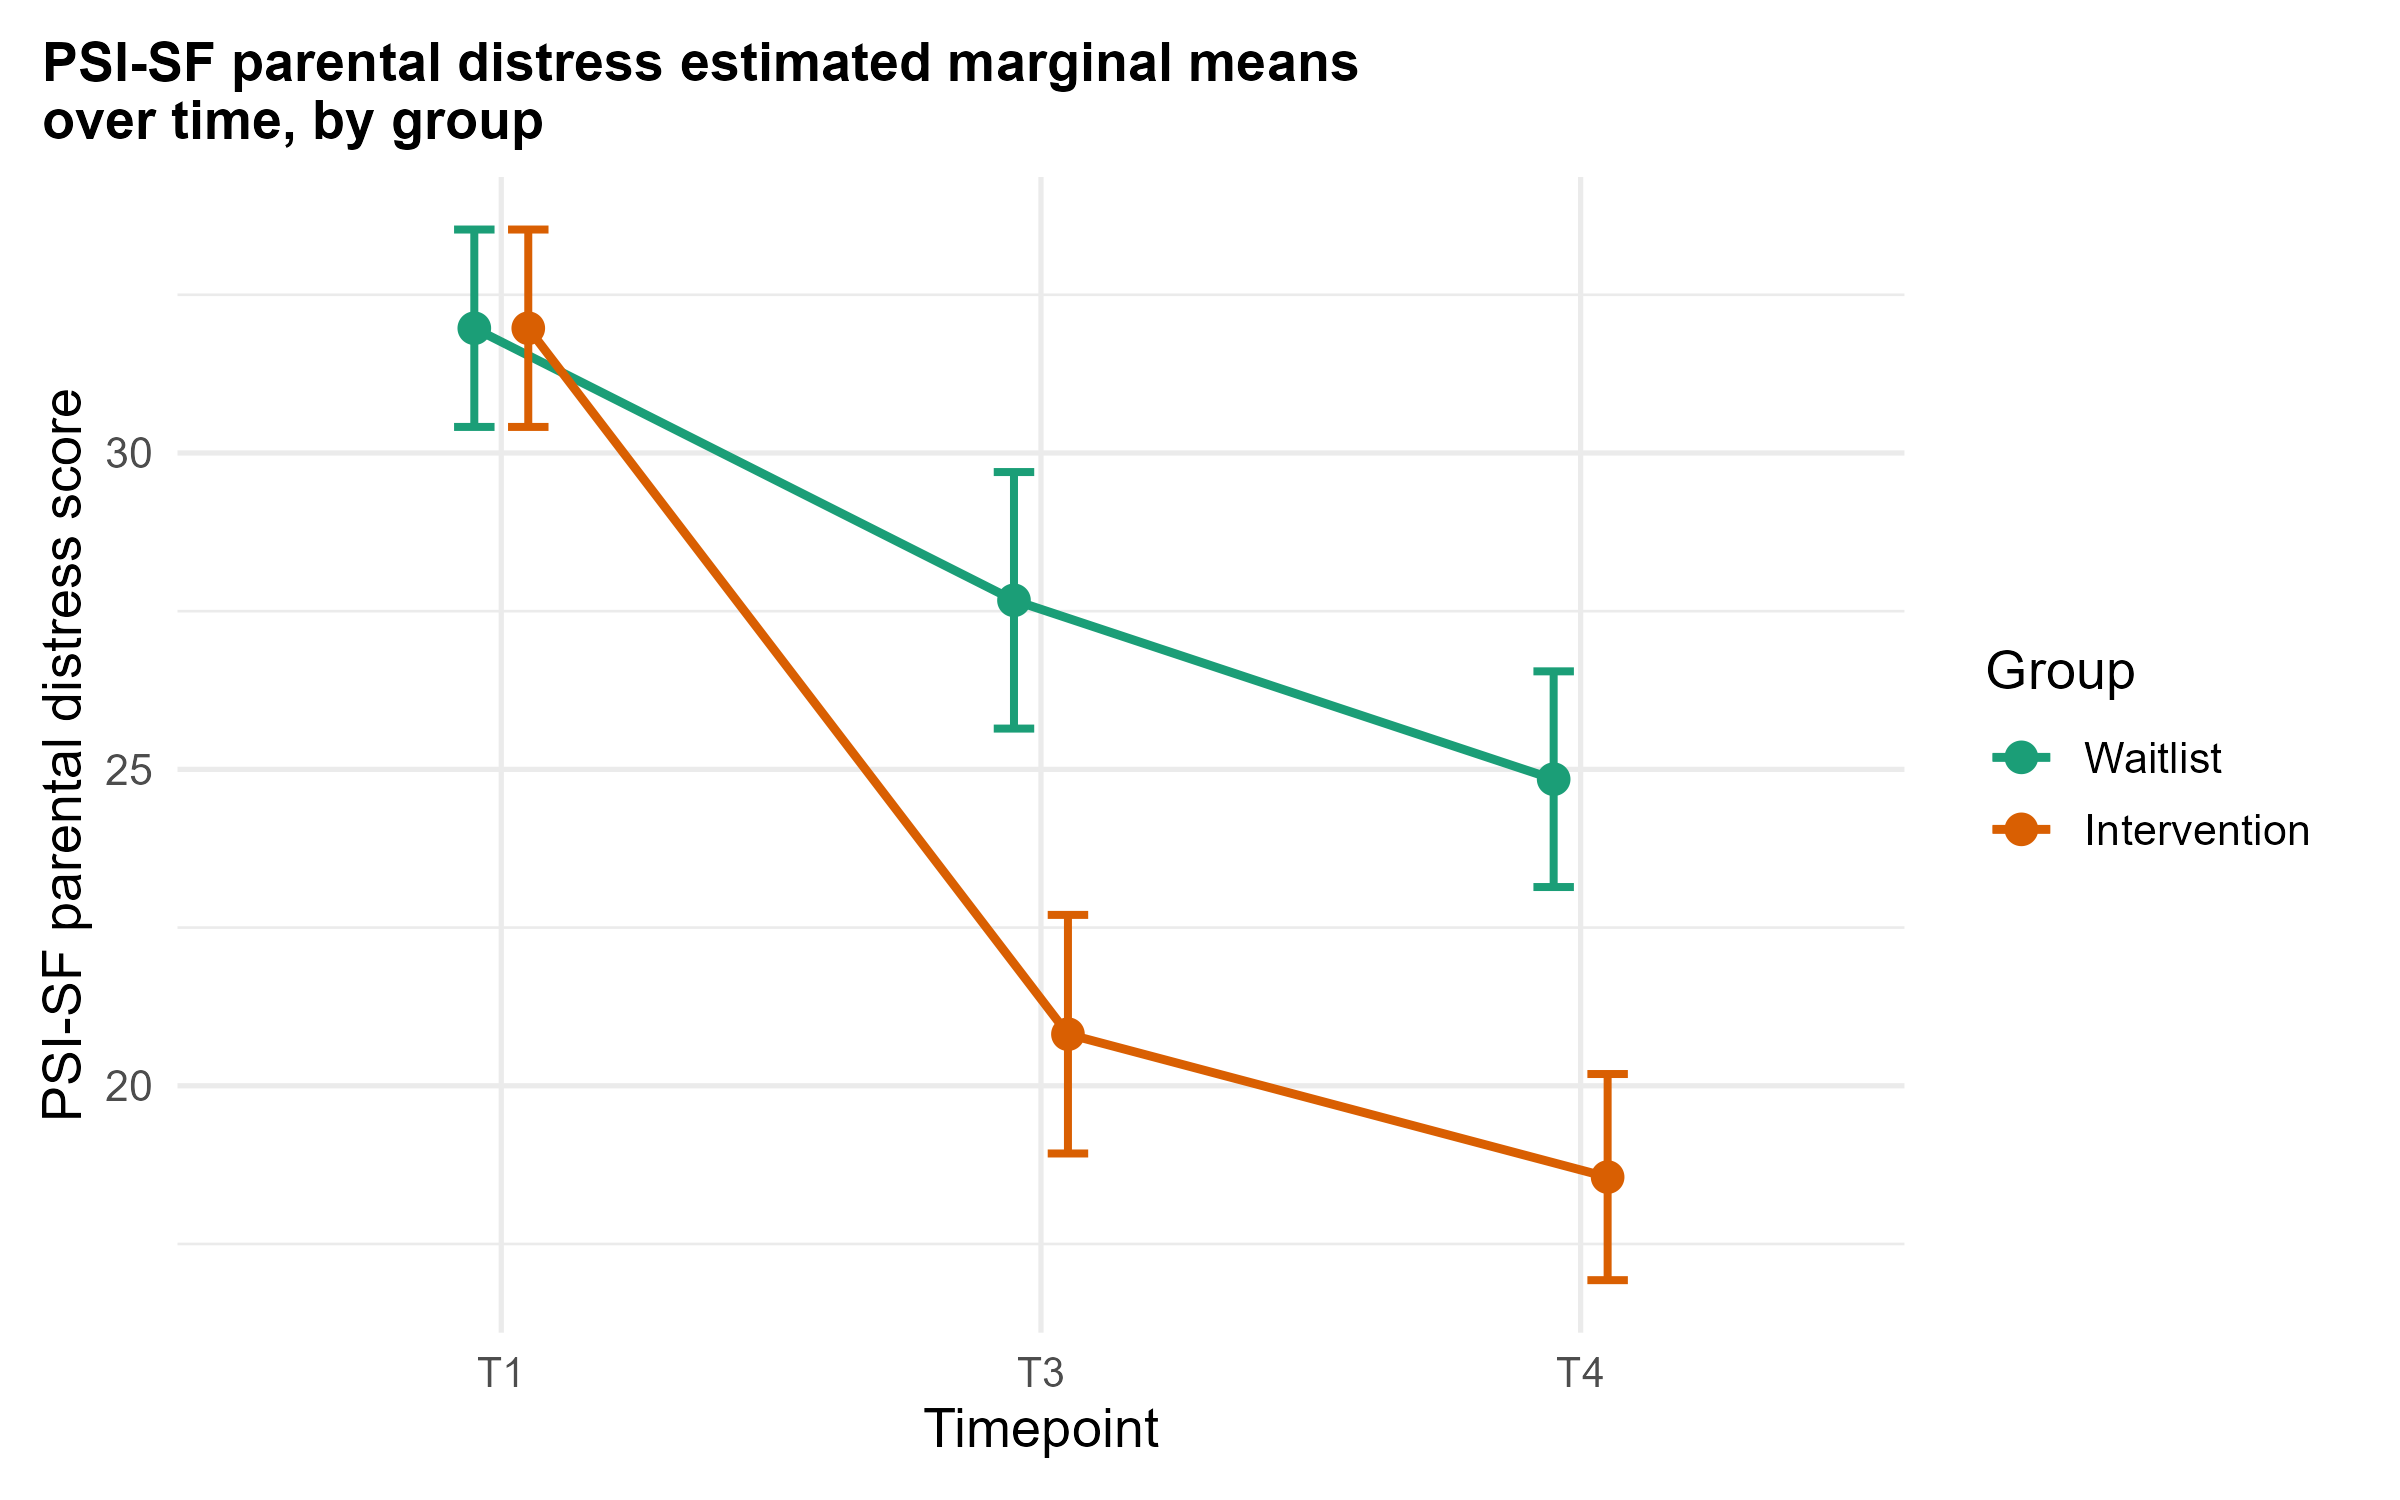 PSI-SF parental distress estimated marginal means
over time, by group
PSI-SF parental distress score
30
25
20
T1
T3
T4
Timepoint
Group
Waitlist
Intervention